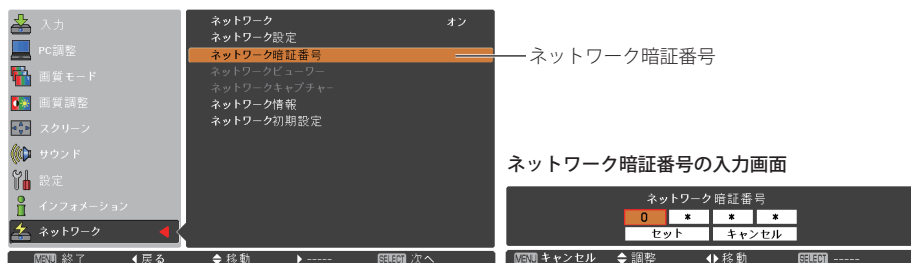 入力
PC調整
画質モード
画質調整
スクリーン
サウンド
設定
インフォメーション
ネットワーク
ネットワーク オン
ネットワーク設定
ネットワーク暗証番号
ネットワークビューワー
ネットワークキャプチャー
ネットワーク情報
ネットワーク初期設定
MENU 終了 戻る 移動 ----- SELECT 次へ
ネットワーク暗証番号
ネットワーク暗証番号の入力画面
ネットワーク暗証番号
0 * * *
セット キャンセル
MENU キャンセル 調整 移動 SELECT -----